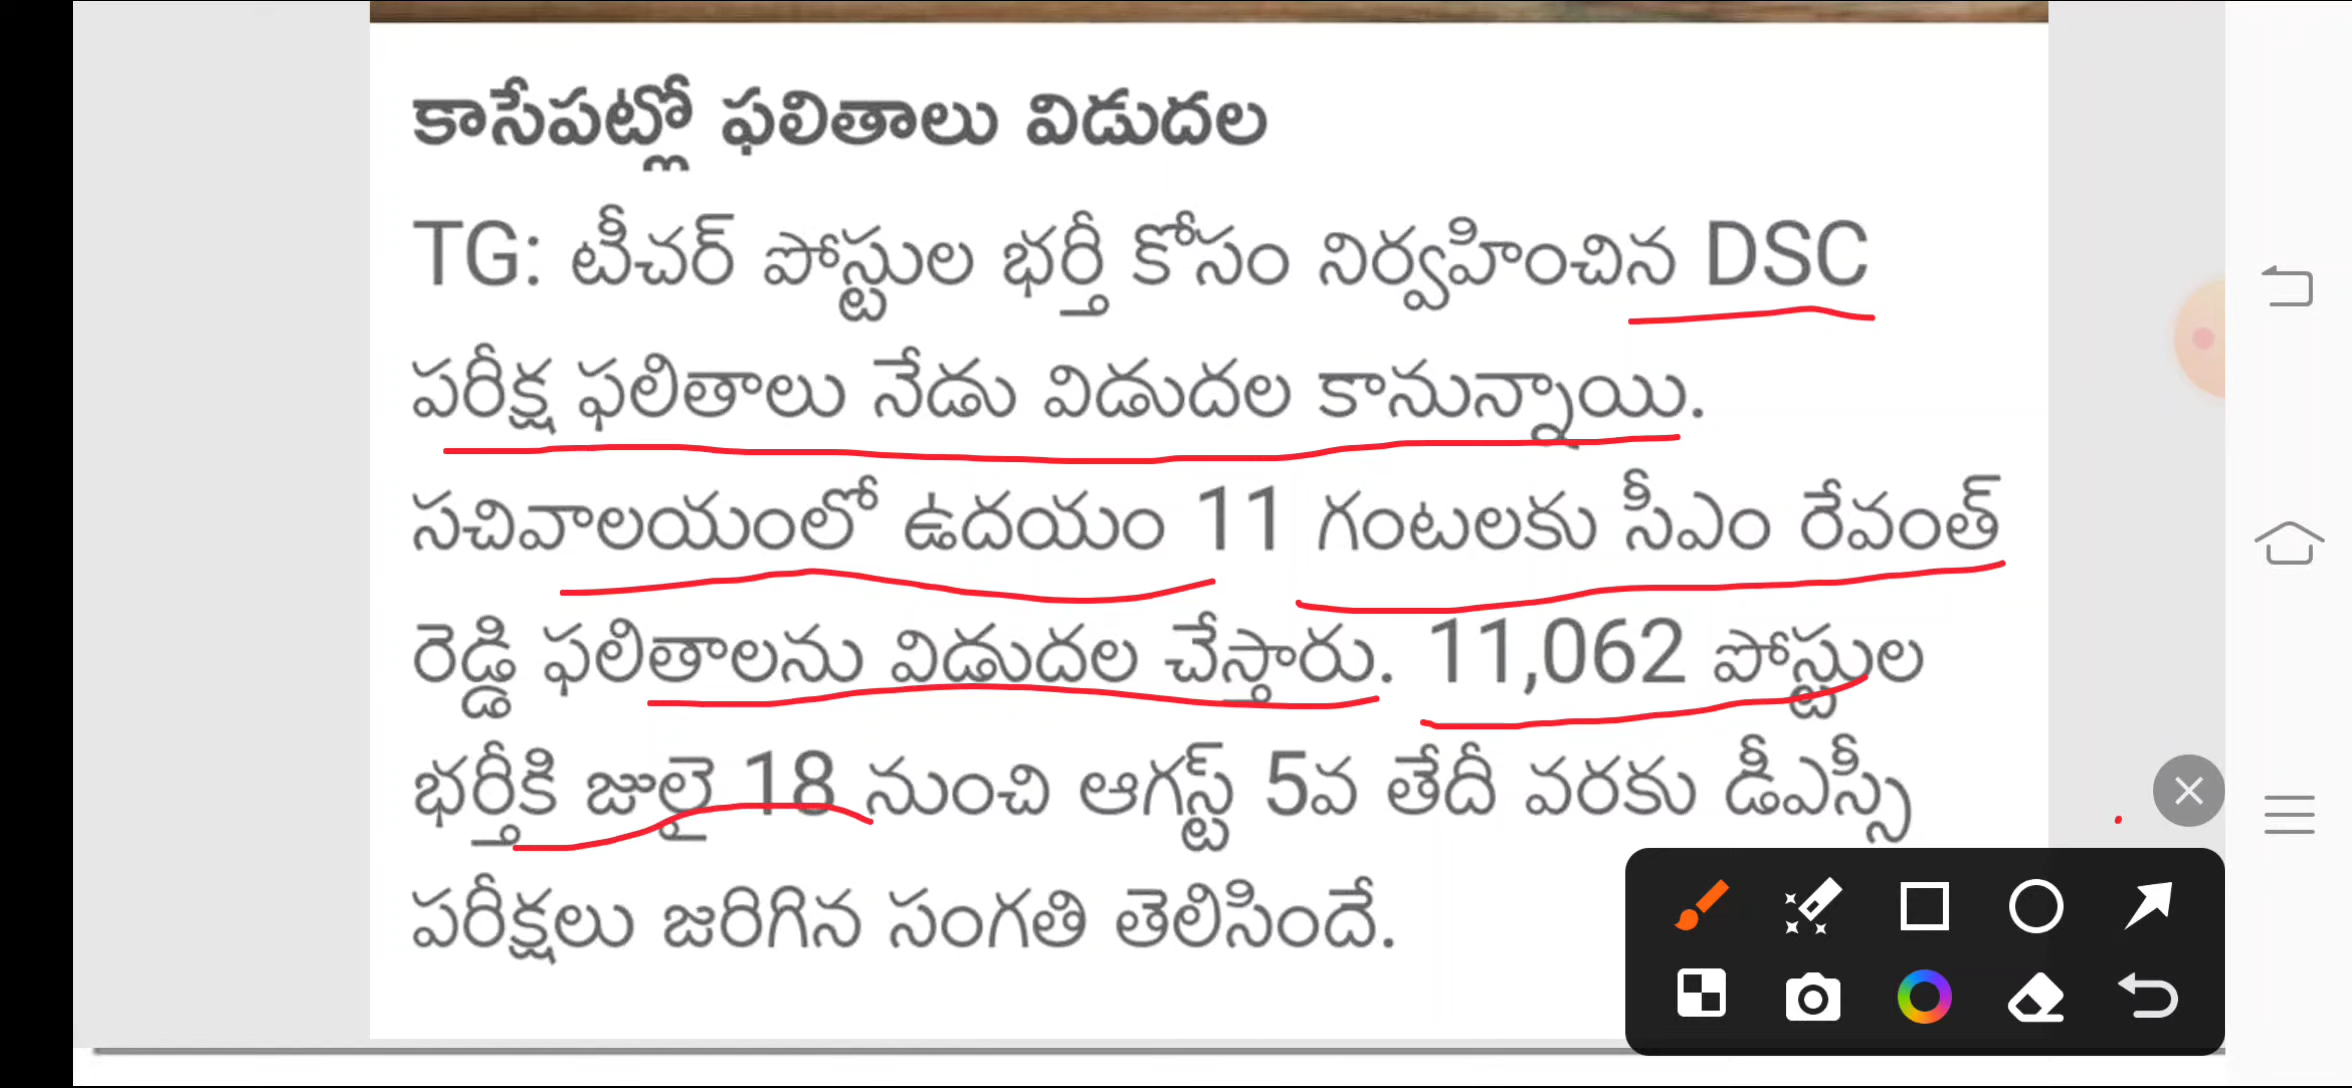 కాసేపట్లో ఫలితాలు విడుదల
TG: టీచర్ పోస్టుల భర్తీ కోసం నిర్వహించిన DSC
పరీక్ష ఫలితాలు నేడు విడుదల కానున్నాయి.
సచివాలయంలో ఉదయం 11 గంటలకు సీఎం రేవంత్
రెడ్డి ఫలితాలను విడుదల చేస్తారు. 11,062 పోస్టుల
భర్తీకి జులై 18 నుంచి ఆగస్ట్ 5వ తేదీ వరకు డీఎస్సీ
పరీక్షలు జరిగిన సంగతి తెలిసిందే.